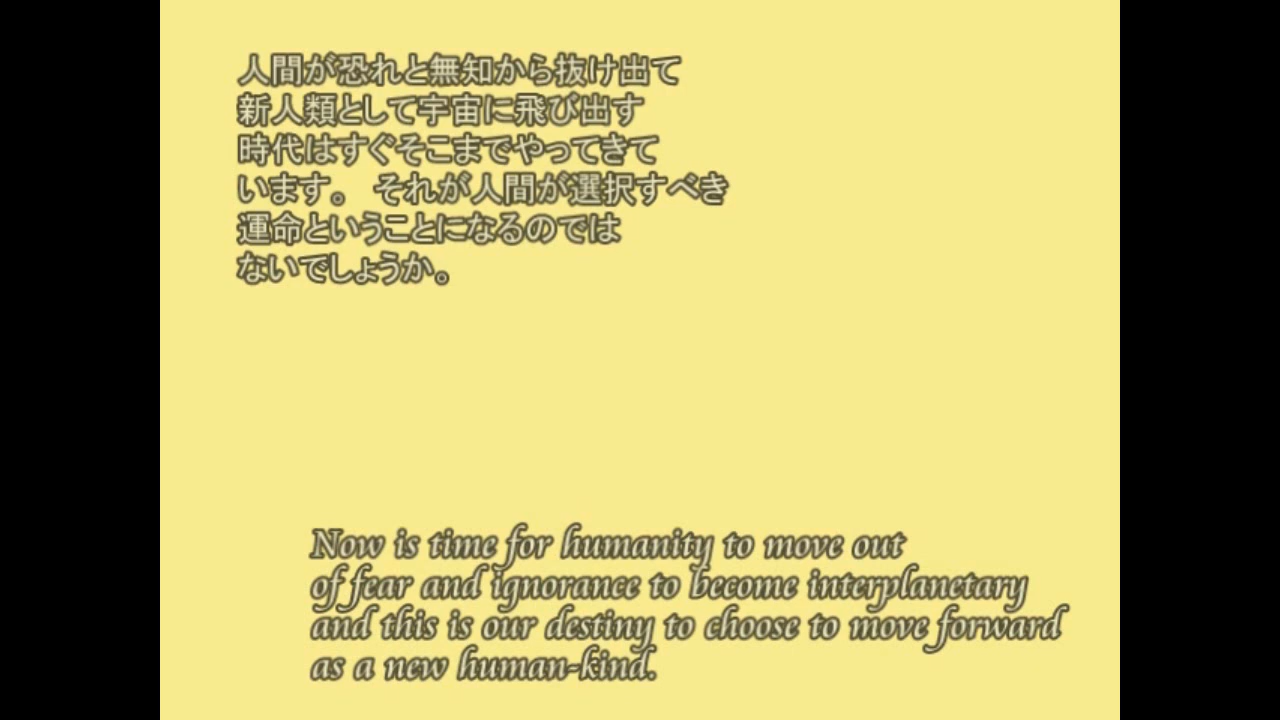 人間が恐れと無知から抜け出て
新人類として宇宙に飛び出す
時代はすぐそこまでやってきて
います。 それが人間が選択すべき
運命ということになるのでは
ないでしょうか。
Now is time for humanity to move out
of fear and ignorance to become interplanetary
and this is our destiny to choose to move forward
as a new human-kind.